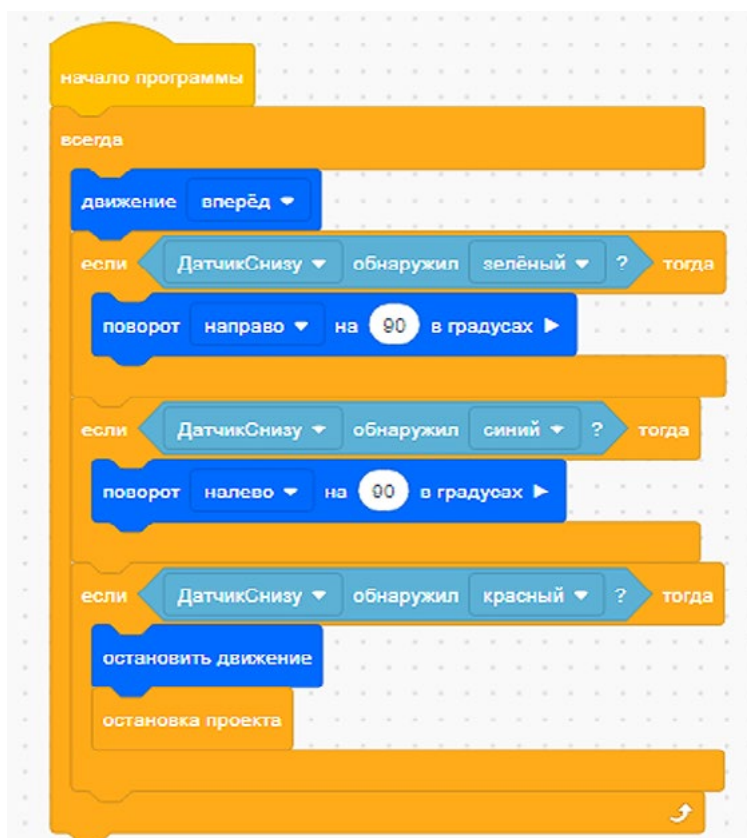 начало программы
всегда
движение вперёд
если ДатчикСнизу обнаружил зелёный ? тогда
поворот направо на 90 в градусах
если ДатчикСнизу обнаружил синий ? тогда
поворот налево на 90 в градусах
если ДатчикСнизу обнаружил красный ? тогда
остановить движение
остановка проекта